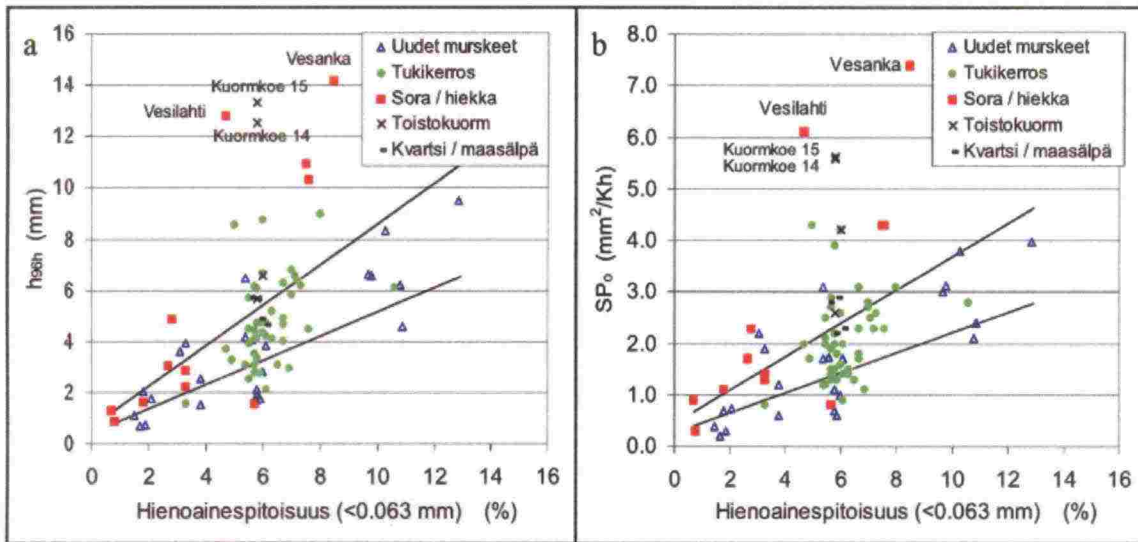 a
16
14
12
10
8
6
4
2
0
h96h (mm)
Vesanka
Vesilahti
Kuormkoe 15
Kuormkoe 14
Uudet murskeet
Tukikerros
Sora / hiekka
Toistokuorm
Kvartsi / maasälpä
0 2 4 6 8 10 12 14 16
Hienoainespitoisuus (<0.063 mm) (%)
b
8.0
7.0
6.0
5.0
4.0
3.0
2.0
1.0
0.0
SPo (mm²/Kh)
Vesanka
Vesilahti
Kuormkoe 15
Kuormkoe 14
Uudet murskeet
Tukikerros
Sora / hiekka
Toistokuorm
Kvartsi / maasälpä
0 2 4 6 8 10 12 14 16
Hienoainespitoisuus (<0.063 mm) (%)